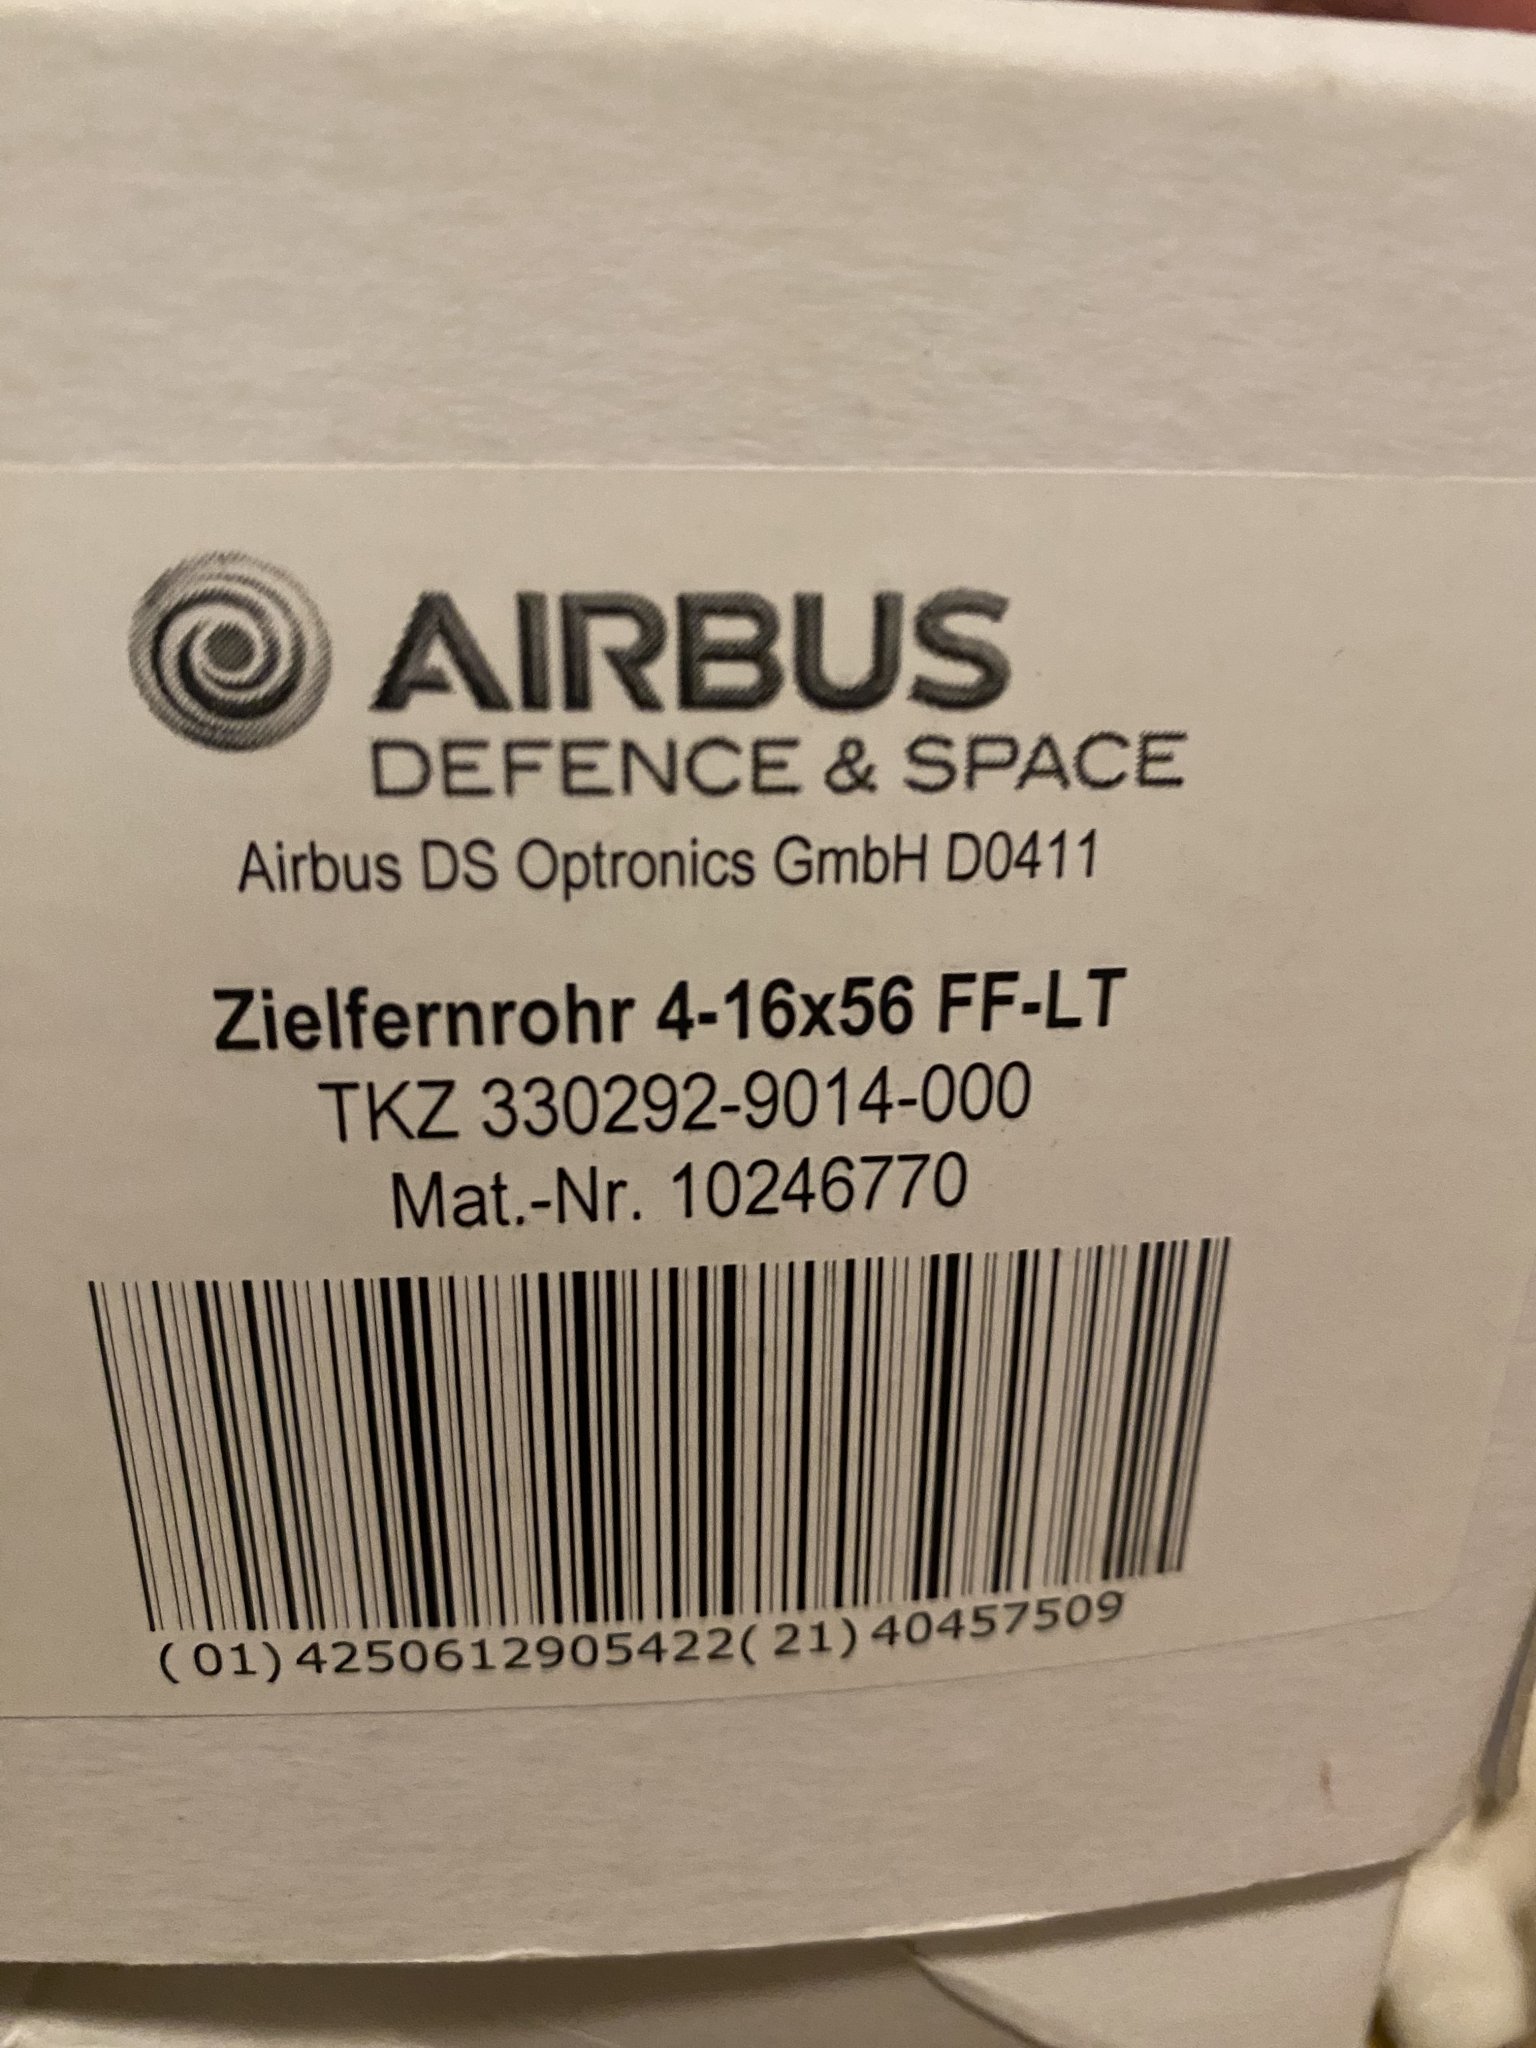 AIRBUS
DEFENCE & SPACE
Airbus DS Optronics GmbH D0411
Zielfernrohr 4-16x56 FF-LT
TKZ 330292-9014-000
Mat.-Nr. 10246770
(01)4250612905422(21)40457509